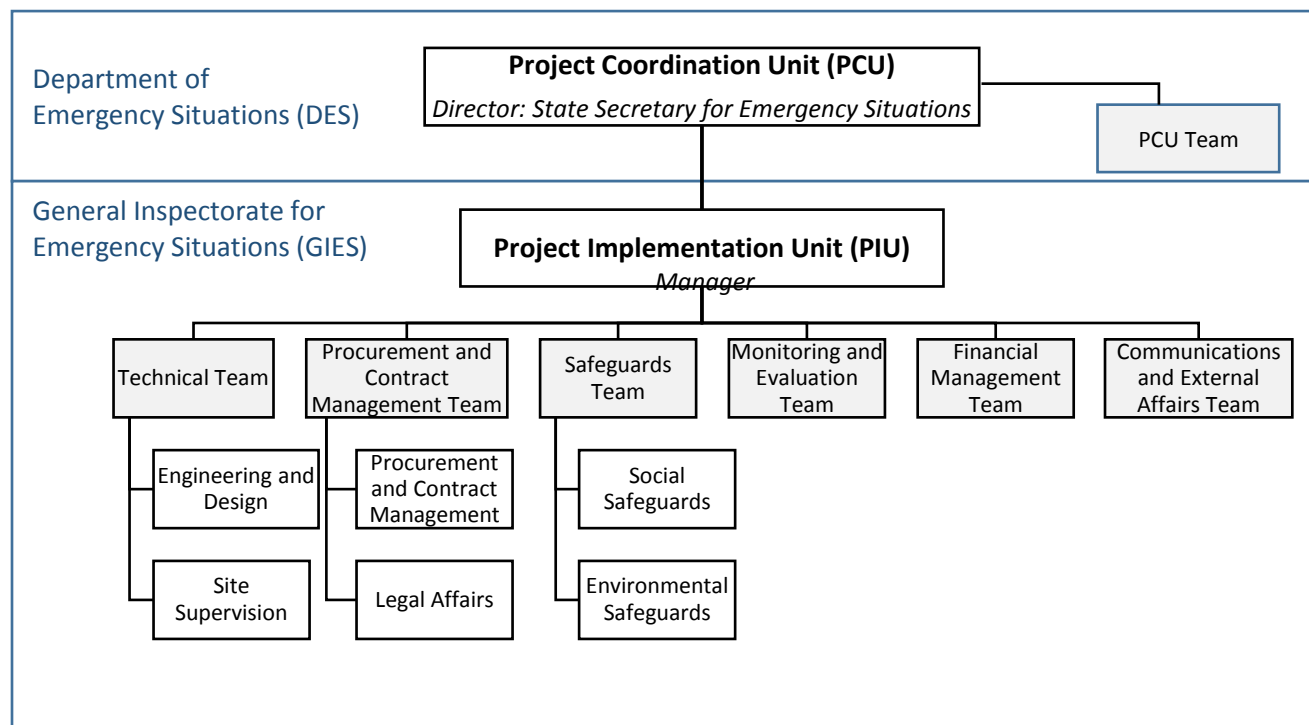 Department of
Emergency Situations (DES)
Project Coordination Unit (PCU)
Director: State Secretary for Emergency Situations
PCU Team
General Inspectorate for
Emergency Situations (GIES)
Project Implementation Unit (PIU)
Manager
Technical Team
Procurement and
Contract
Management Team
Safeguards
Team
Monitoring and
Evaluation
Team
Financial
Management
Team
Communications
and External
Affairs Team
Engineering and
Design
Procurement
and Contract
Management
Social
Safeguards
Site
Supervision
Legal Affairs
Environmental
Safeguards